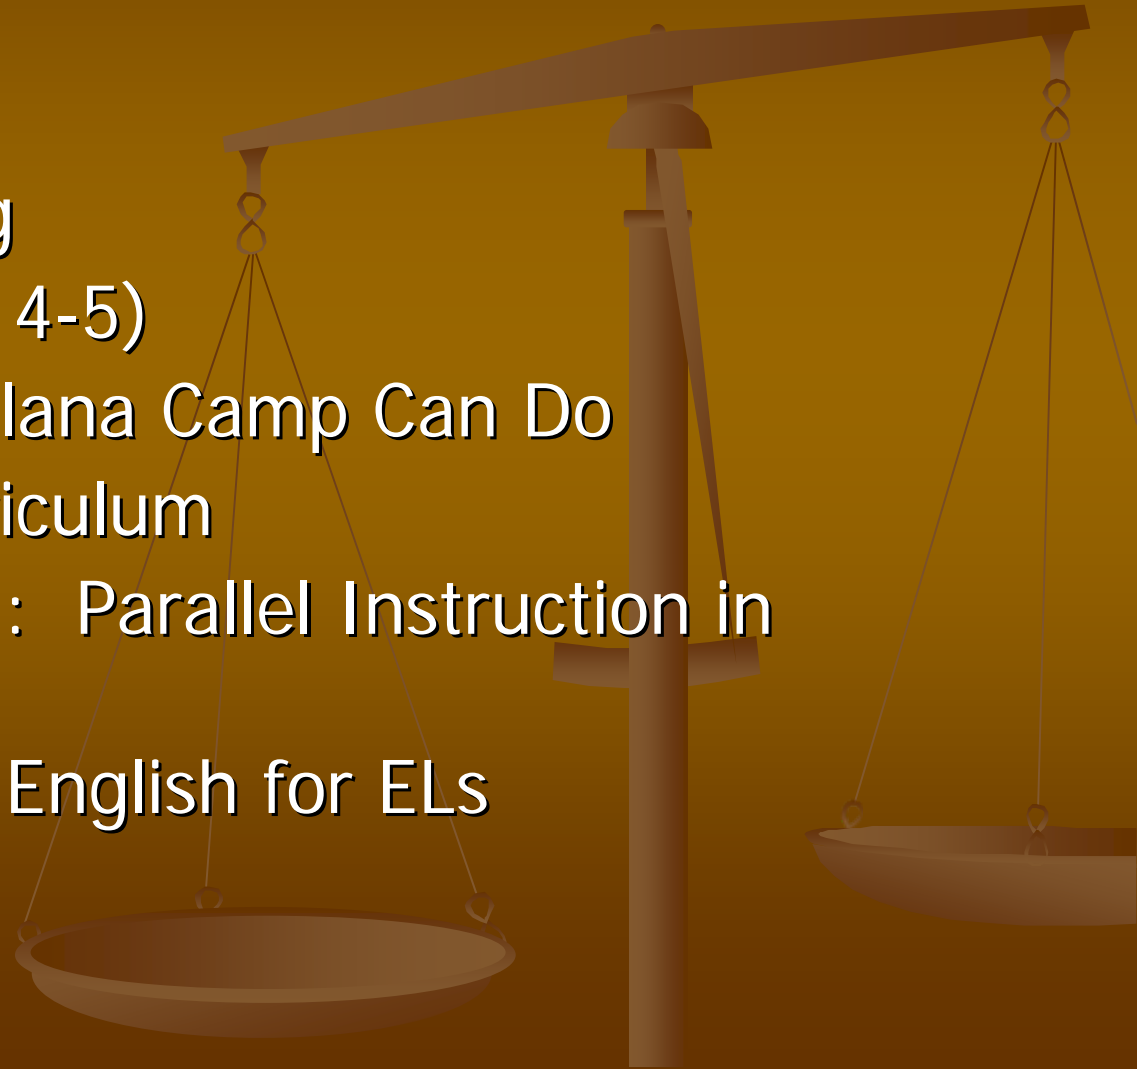 g
4-5)
lana Camp Can Do
iculum
: Parallel Instruction in
English for ELs